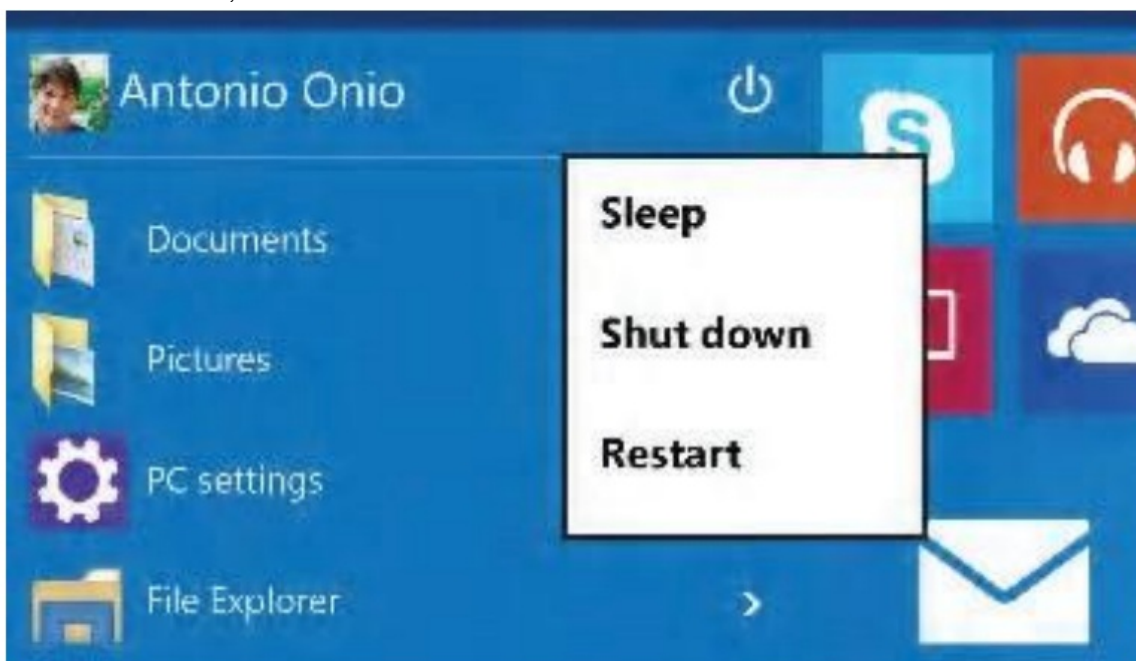 Antonio Onio
Documents
Pictures
PC settings
File Explorer
Sleep
Shut down
Restart
S